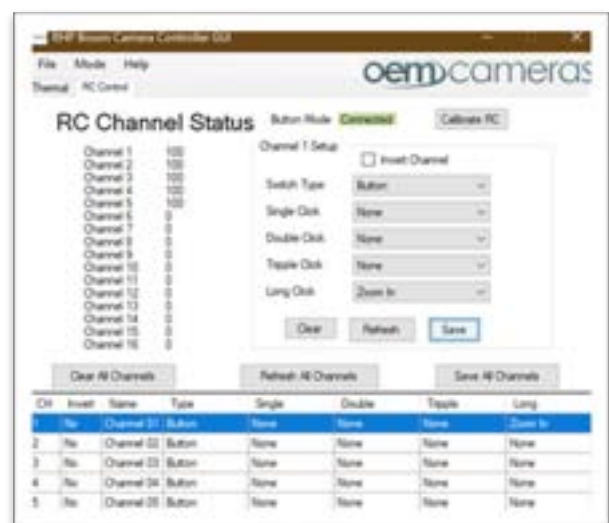 RHP Boson Camera Controller GUI
File Mode Help
oemcameras
Thermal RC Control
RC Channel Status
Button Mode Connected
Calibrate RC
Channel 1 100
Channel 2 100
Channel 3 100
Channel 4 100
Channel 5 100
Channel 6 0
Channel 7 0
Channel 8 0
Channel 9 0
Channel 10 0
Channel 11 0
Channel 12 0
Channel 13 0
Channel 14 0
Channel 15 0
Channel 16 0
Channel 1 Setup
Invert Channel
Switch Type Button
Single Click None
Double Click None
Tripple Click None
Long Click Zoom In
Clear Refresh Save
Clear All Channels Refresh All Channels Save All Channels
CH Invert Name Type Single Double Tripple Long
1 No Channel 01 Button None None None Zoom In
2 No Channel 02 Button None None None None
3 No Channel 03 Button None None None None
4 No Channel 04 Button None None None None
5 No Channel 05 Button None None None None